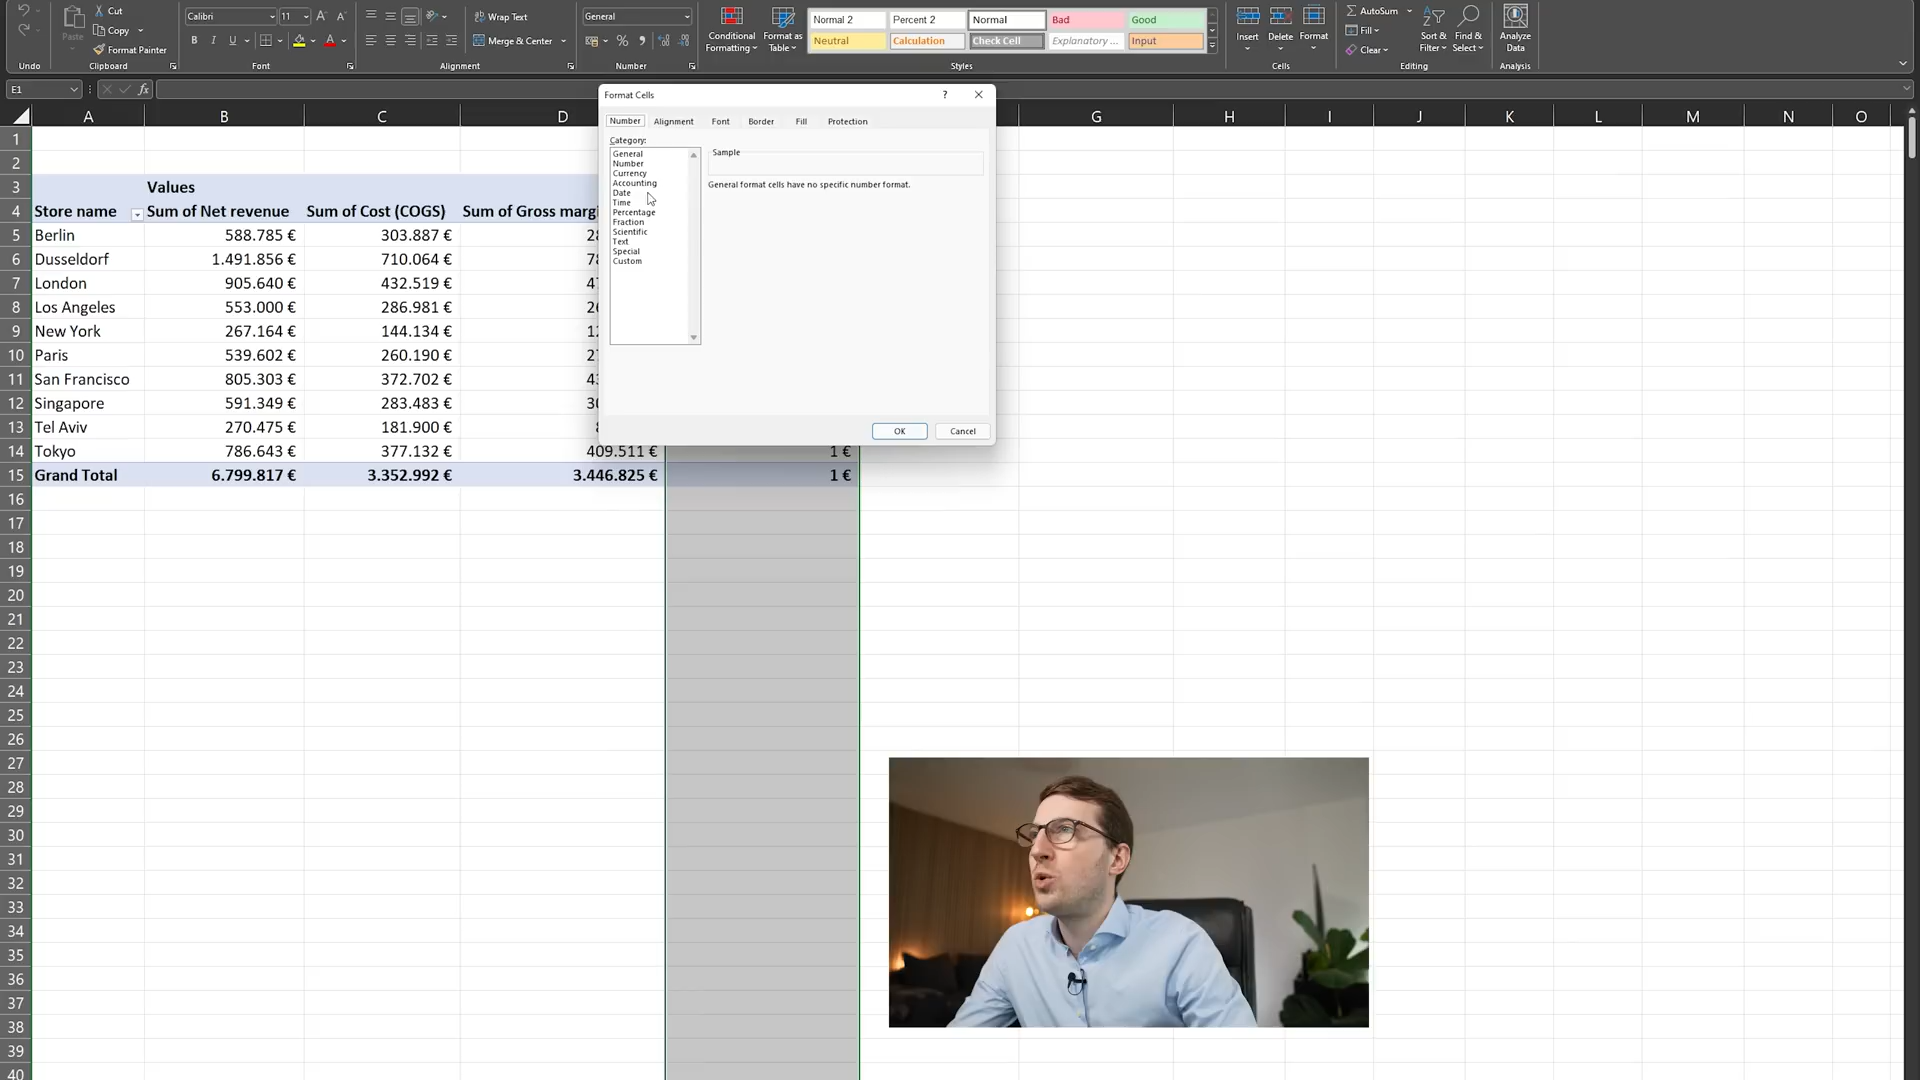 Cut
Copy
Format Painter
Paste
Undo
Clipboard
Calibri 11
B I U
Font
Wrap Text
Merge & Center
Alignment
General
Number
Conditional Formatting
Format as Table
Normal 2 Percent 2 Normal Bad Good
Neutral Calculation Check Cell Explanatory ... Input
Styles
Insert Delete Format
Cells
AutoSum
Fill
Clear
Sort & Filter
Find & Select
Editing
Analyze Data
Analysis
E1 fx
A B C D G H I J K L M N O
Format Cells ?
Number Alignment Font Border Fill Protection
Category:
General
Number
Currency
Accounting
Date
Time
Percentage
Fraction
Scientific
Text
Special
Custom
Sample
General format cells have no specific number format.
OK Cancel
1
2
3 Values
4 Store name Sum of Net revenue Sum of Cost (COGS) Sum of Gross
5 Berlin 588.785 € 303.887 €
6 Dusseldorf 1.491.856 € 710.064 €
7 London 905.640 € 432.519 €
8 Los Angeles 553.000 € 286.981 €
9 New York 267.164 € 144.134 €
10 Paris 539.602 € 260.190 €
11 San Francisco 805.303 € 372.702 €
12 Singapore 591.349 € 283.483 €
13 Tel Aviv 270.475 € 181.900 €
14 Tokyo 786.643 € 377.132 € 409.511 € 1 €
15 Grand Total 6.799.817 € 3.352.992 € 3.446.825 € 1 €
16
17
18
19
20
21
22
23
24
25
26
27
28
29
30
31
32
33
34
35
36
37
38
39
40